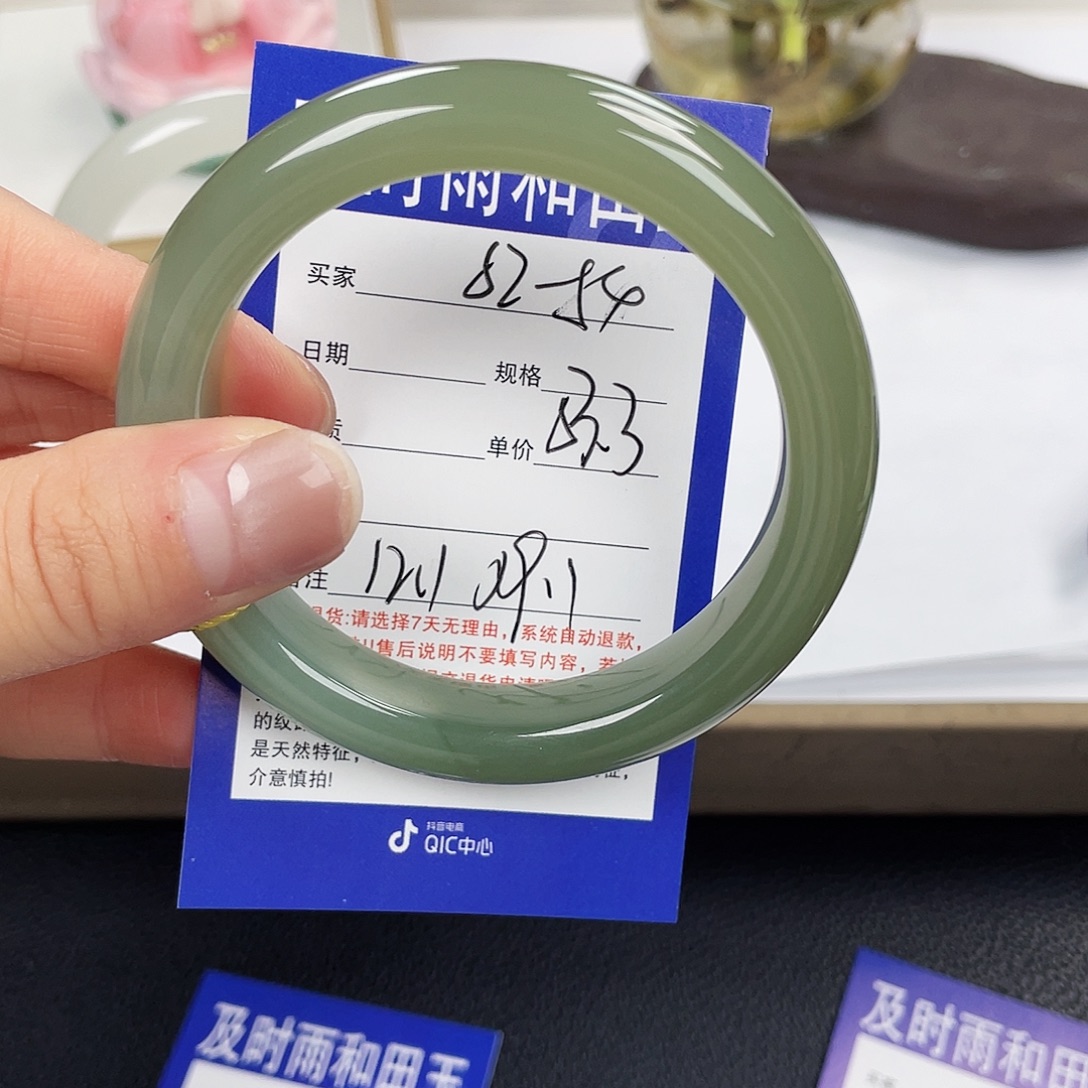 时雨和田
买家 82-54
日期 规格
单价 53.3
注 12.1 09.1
退货:请选择7天无理由，系统自动退款，
售后说明不要填写内容，若
的纹
是天然特征，
介意慎拍!
抖音电商
QIC中心
及时雨和田玉
及时雨和田